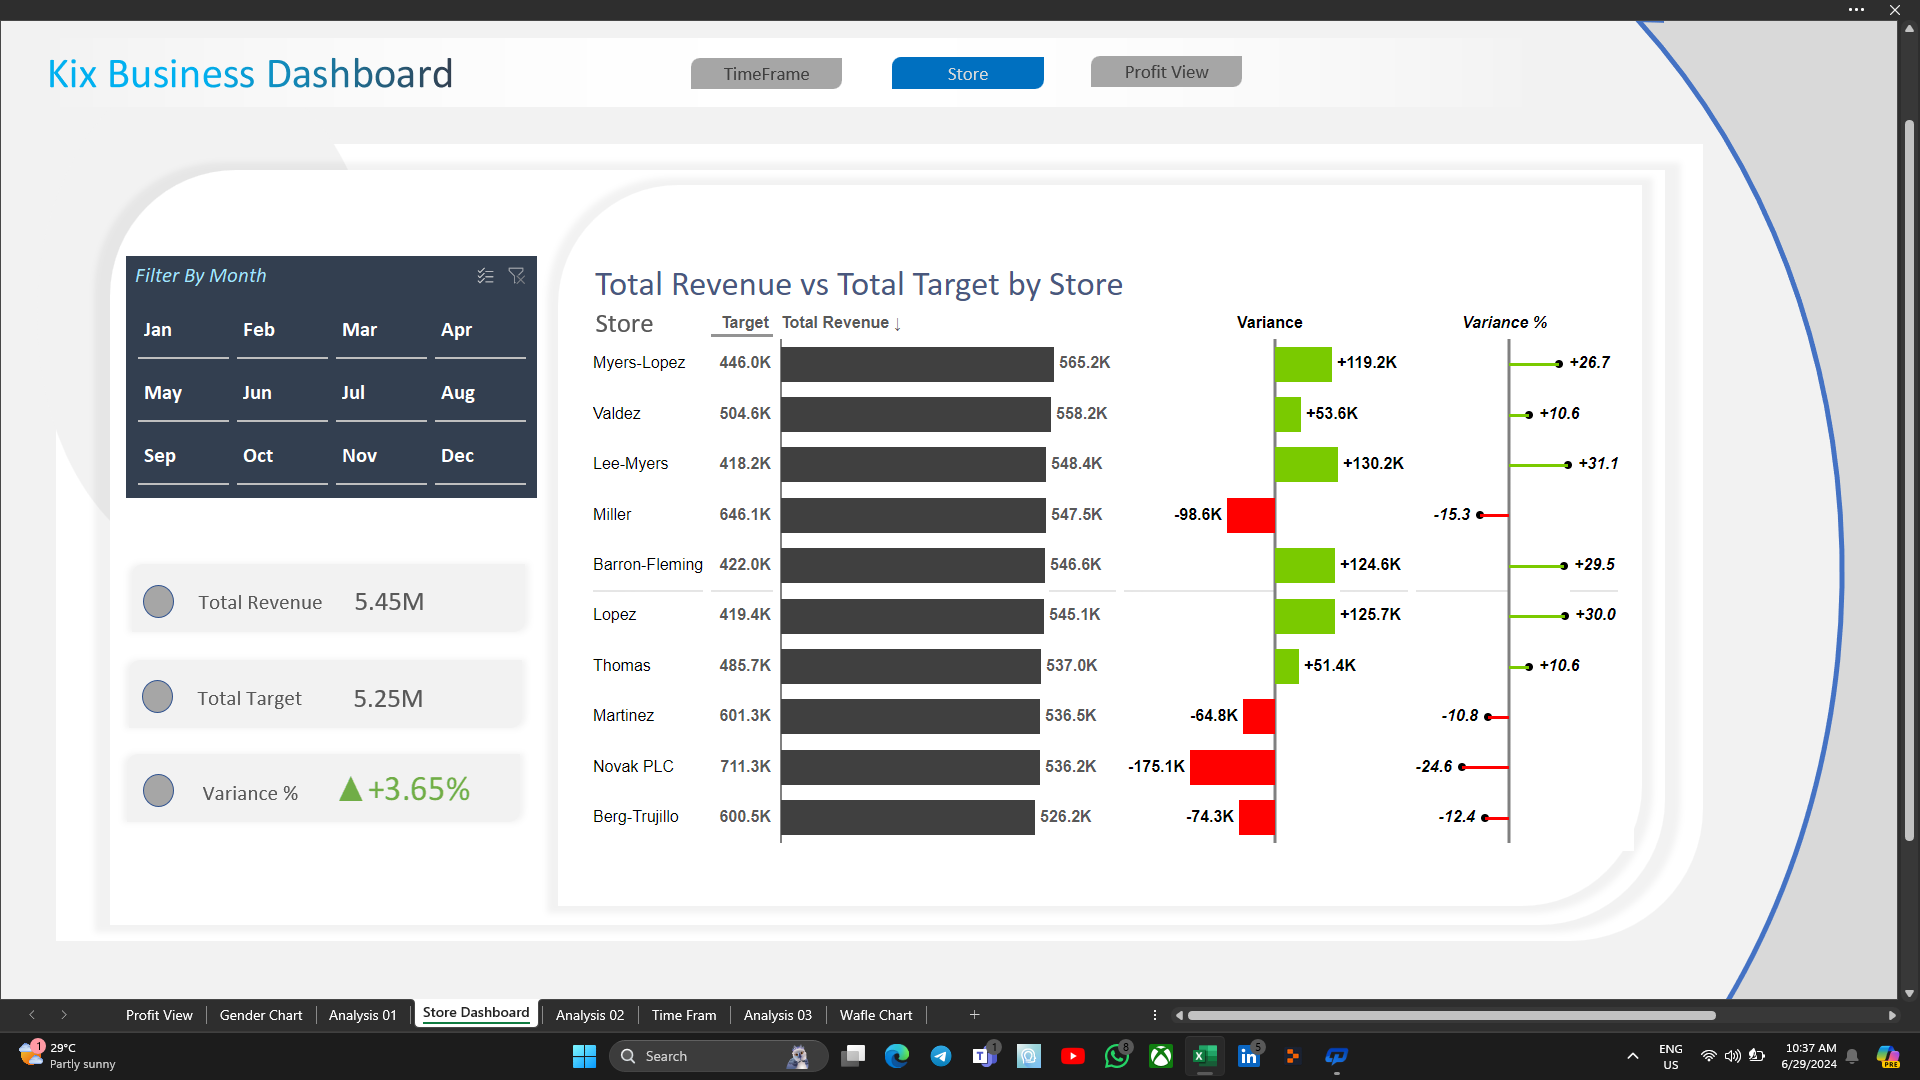 Kix Business Dashboard
TimeFrame
Store
Profit View
Filter By Month
Jan Feb Mar Apr
May Jun Jul Aug
Sep Oct Nov Dec
Total Revenue 5.45M
Total Target 5.25M
Variance % ▲+3.65%
Total Revenue vs Total Target by Store
Store Target Total Revenue ↓ Variance Variance %
Myers-Lopez 446.0K 565.2K +119.2K +26.7
Valdez 504.6K 558.2K +53.6K +10.6
Lee-Myers 418.2K 548.4K +130.2K +31.1
Miller 646.1K 547.5K -98.6K -15.3
Barron-Fleming 422.0K 546.6K +124.6K +29.5
Lopez 419.4K 545.1K +125.7K +30.0
Thomas 485.7K 537.0K +51.4K +10.6
Martinez 601.3K 536.5K -64.8K -10.8
Novak PLC 711.3K 536.2K -175.1K -24.6
Berg-Trujillo 600.5K 526.2K -74.3K -12.4
Profit View Gender Chart Analysis 01 Store Dashboard Analysis 02 Time Fram Analysis 03 Wafle Chart
1 29°C
Partly sunny
Search
1
8
5
ENG
US
10:37 AM
6/29/2024
PRE